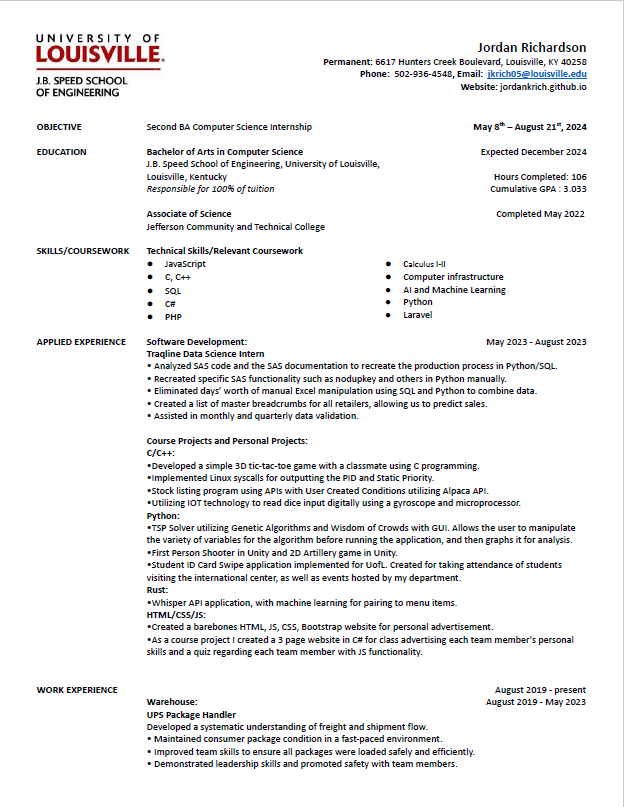 UNIVERSITY OF
LOUISVILLE.
J.B. SPEED SCHOOL
OF ENGINEERING
Jordan Richardson
Permanent: 6617 Hunters Creek Boulevard, Louisville, KY 40258
Phone: 502-936-4548, Email: jkrich05@louisville.edu
Website: jordankrich.github.io
OBJECTIVE Second BA Computer Science Internship May 8th – August 21st, 2024
EDUCATION Bachelor of Arts in Computer Science Expected December 2024
J.B. Speed School of Engineering, University of Louisville,
Louisville, Kentucky Hours Completed: 106
Responsible for 100% of tuition Cumulative GPA : 3.033
Associate of Science Completed May 2022
Jefferson Community and Technical College
SKILLS/COURSEWORK Technical Skills/Relevant Coursework
● JavaScript ● Calculus I-II
● C, C++ ● Computer infrastructure
● SQL ● AI and Machine Learning
● C# ● Python
● PHP ● Laravel
APPLIED EXPERIENCE Software Development: May 2023 - August 2023
Traqline Data Science Intern
• Analyzed SAS code and the SAS documentation to recreate the production process in Python/SQL.
• Recreated specific SAS functionality such as nodupkey and others in Python manually.
• Eliminated days’ worth of manual Excel manipulation using SQL and Python to combine data.
• Created a list of master breadcrumbs for all retailers, allowing us to predict sales.
• Assisted in monthly and quarterly data validation.
Course Projects and Personal Projects:
C/C++:
•Developed a simple 3D tic-tac-toe game with a classmate using C programming.
•Implemented Linux syscalls for outputting the PID and Static Priority.
•Stock listing program using APIs with User Created Conditions utilizing Alpaca API.
•Utilizing IOT technology to read dice input digitally using a gyroscope and microprocessor.
Python:
•TSP Solver utilizing Genetic Algorithms and Wisdom of Crowds with GUI. Allows the user to manipulate
the variety of variables for the algorithm before running the application, and then graphs it for analysis.
•First Person Shooter in Unity and 2D Artillery game in Unity.
•Student ID Card Swipe application implemented for UofL. Created for taking attendance of students
visiting the international center, as well as events hosted by my department.
Rust:
•Whisper API application, with machine learning for pairing to menu items.
HTML/CSS/JS:
•Created a barebones HTML, JS, CSS, Bootstrap website for personal advertisement.
•As a course project I created a 3 page website in C# for class advertising each team member's personal
skills and a quiz regarding each team member with JS functionality.
WORK EXPERIENCE August 2019 - present
Warehouse: August 2019 - May 2023
UPS Package Handler
Developed a systematic understanding of freight and shipment flow.
• Maintained consumer package condition in a fast-paced environment.
• Improved team skills to ensure all packages were loaded safely and efficiently.
• Demonstrated leadership skills and promoted safety with team members.